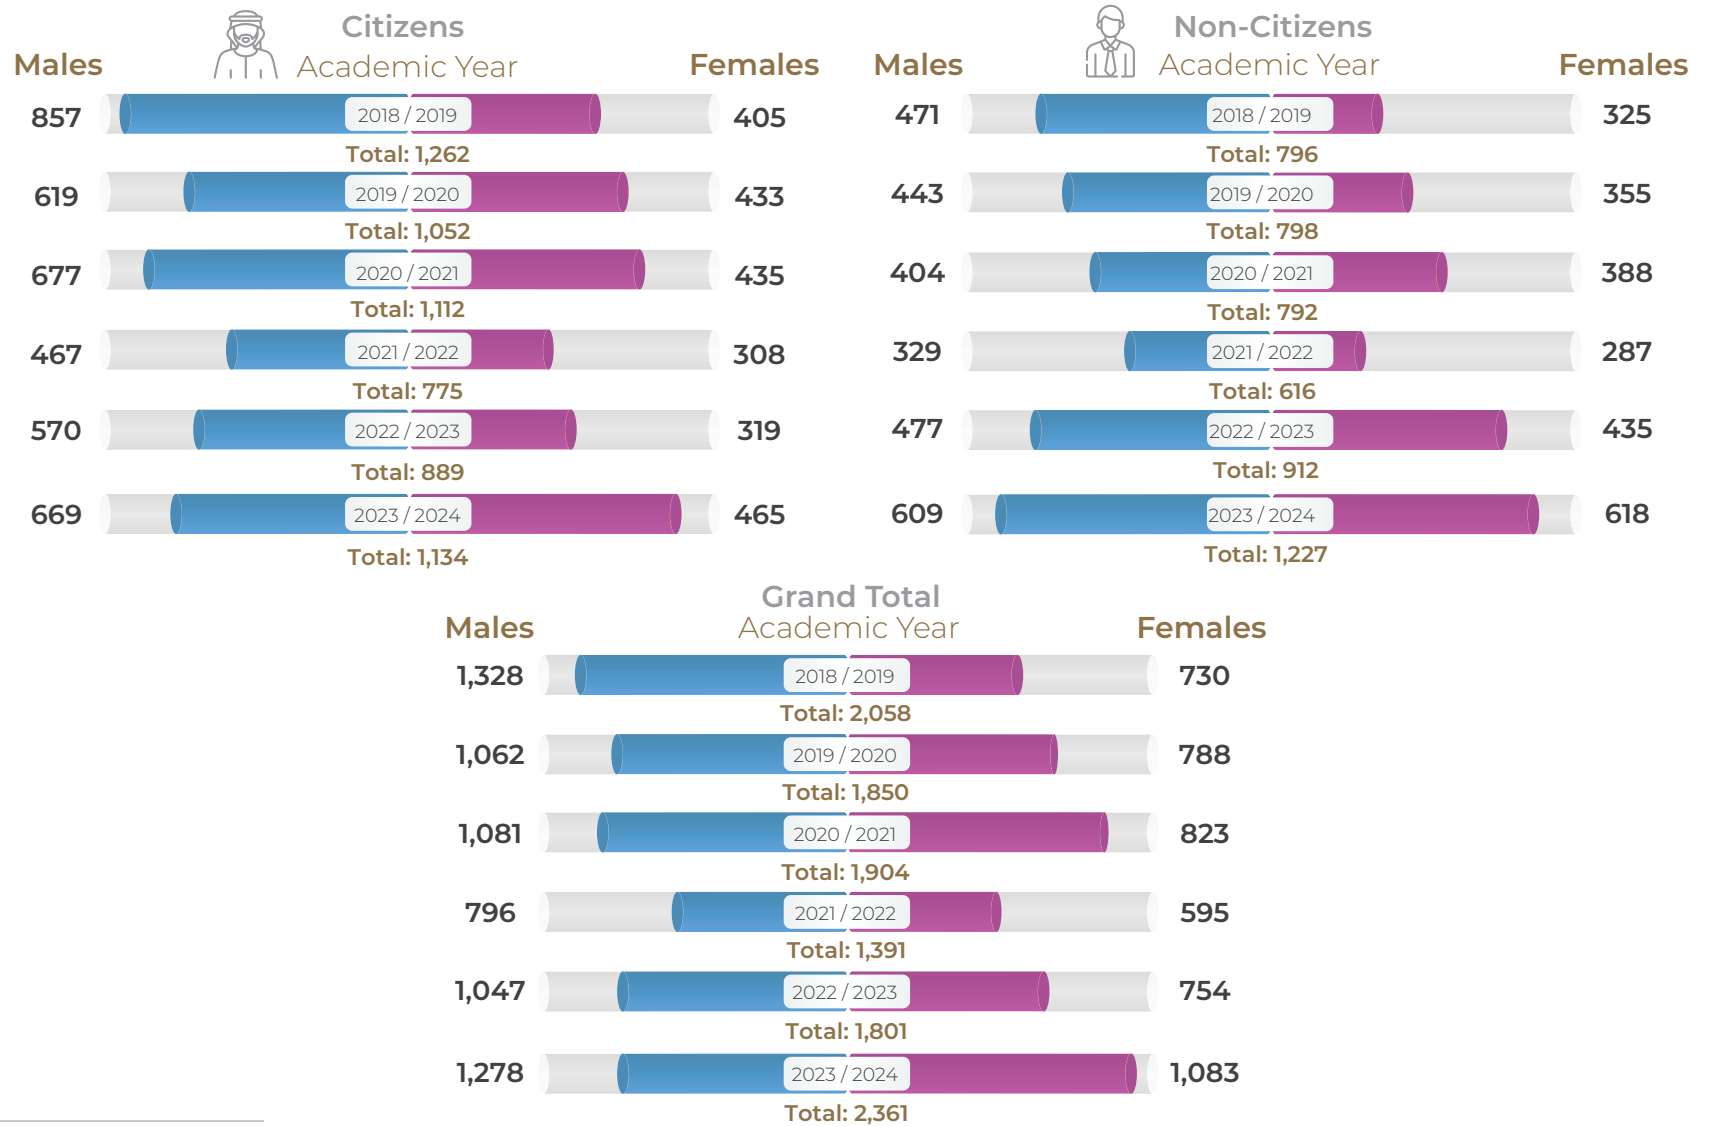 Citizens
Males Academic Year Females
857 2018 / 2019 405
Total: 1,262
619 2019 / 2020 433
Total: 1,052
677 2020 / 2021 435
Total: 1,112
467 2021 / 2022 308
Total: 775
570 2022 / 2023 319
Total: 889
669 2023 / 2024 465
Total: 1,134
Non-Citizens
Males Academic Year Females
471 2018 / 2019 325
Total: 796
443 2019 / 2020 355
Total: 798
404 2020 / 2021 388
Total: 792
329 2021 / 2022 287
Total: 616
477 2022 / 2023 435
Total: 912
609 2023 / 2024 618
Total: 1,227
Grand Total
Males Academic Year Females
1,328 2018 / 2019 730
Total: 2,058
1,062 2019 / 2020 788
Total: 1,850
1,081 2020 / 2021 823
Total: 1,904
796 2021 / 2022 595
Total: 1,391
1,047 2022 / 2023 754
Total: 1,801
1,278 2023 / 2024 1,083
Total: 2,361